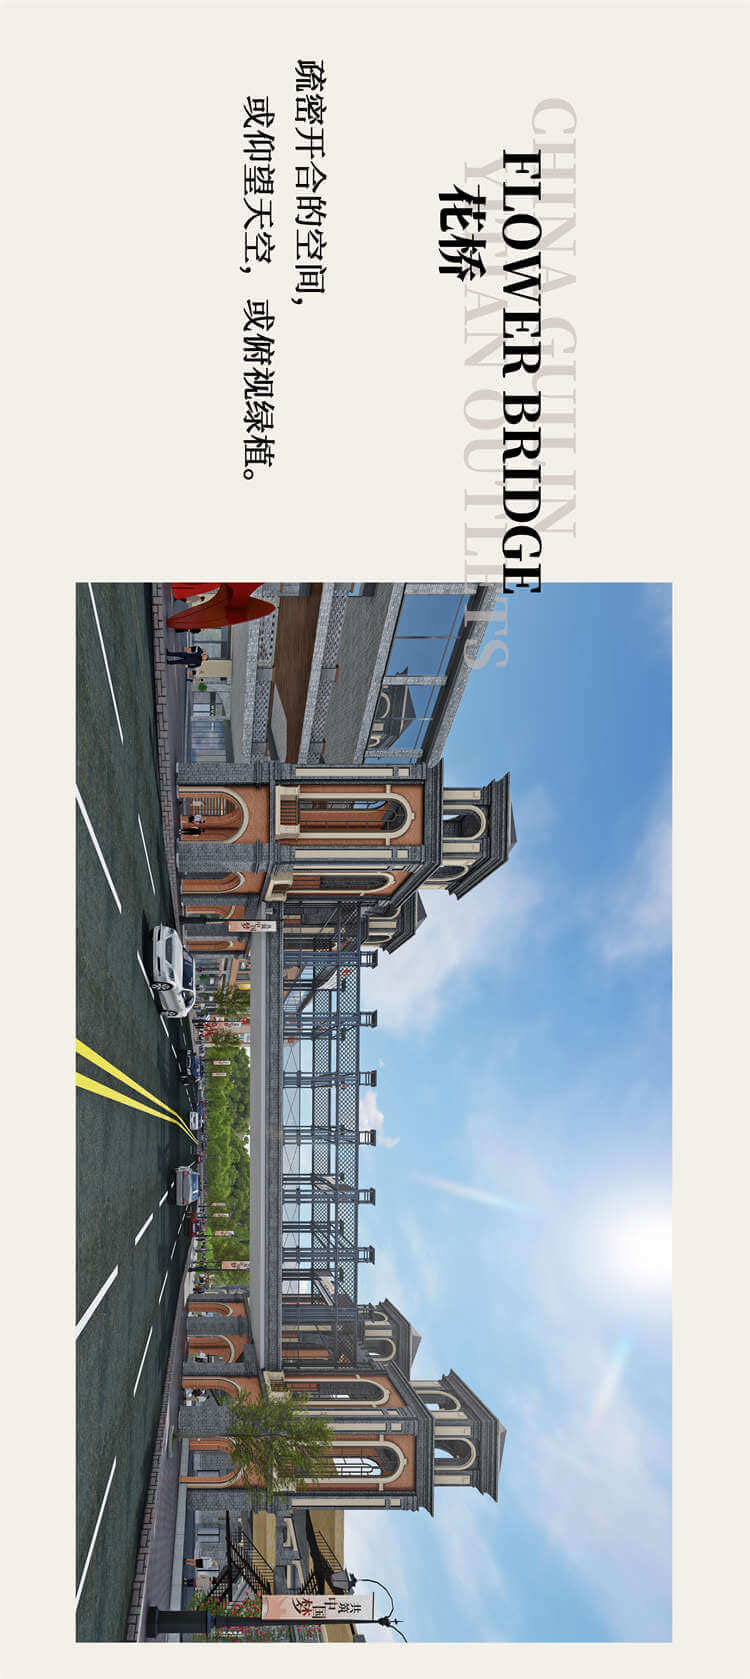 CHINA GUILIN
YITIAN OUTLETS
FLOWER BRIDGE
花桥
疏密开合的空间,
或仰望天空, 或俯视绿植。
共筑
中国梦